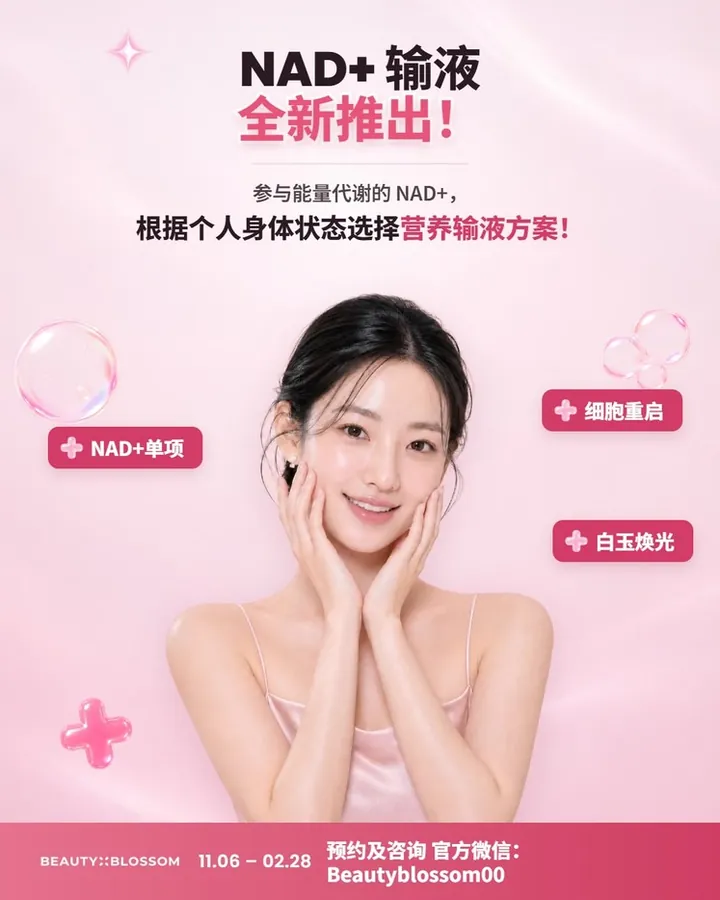 NAD+ 输液
全新推出！
参与能量代谢的 NAD+，
根据个人身体状态选择营养输液方案！
细胞重启
NAD+单项
白玉焕光
BEAUTY::BLOSSOM
11.06 – 02.28
预约及咨询 官方微信：
Beautyblossom00